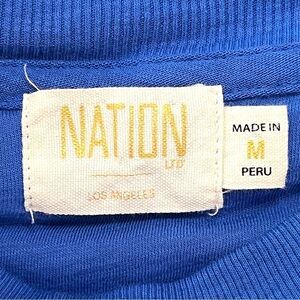 NATION
LTD
LOS ANGELES
MADE IN
M
PERU